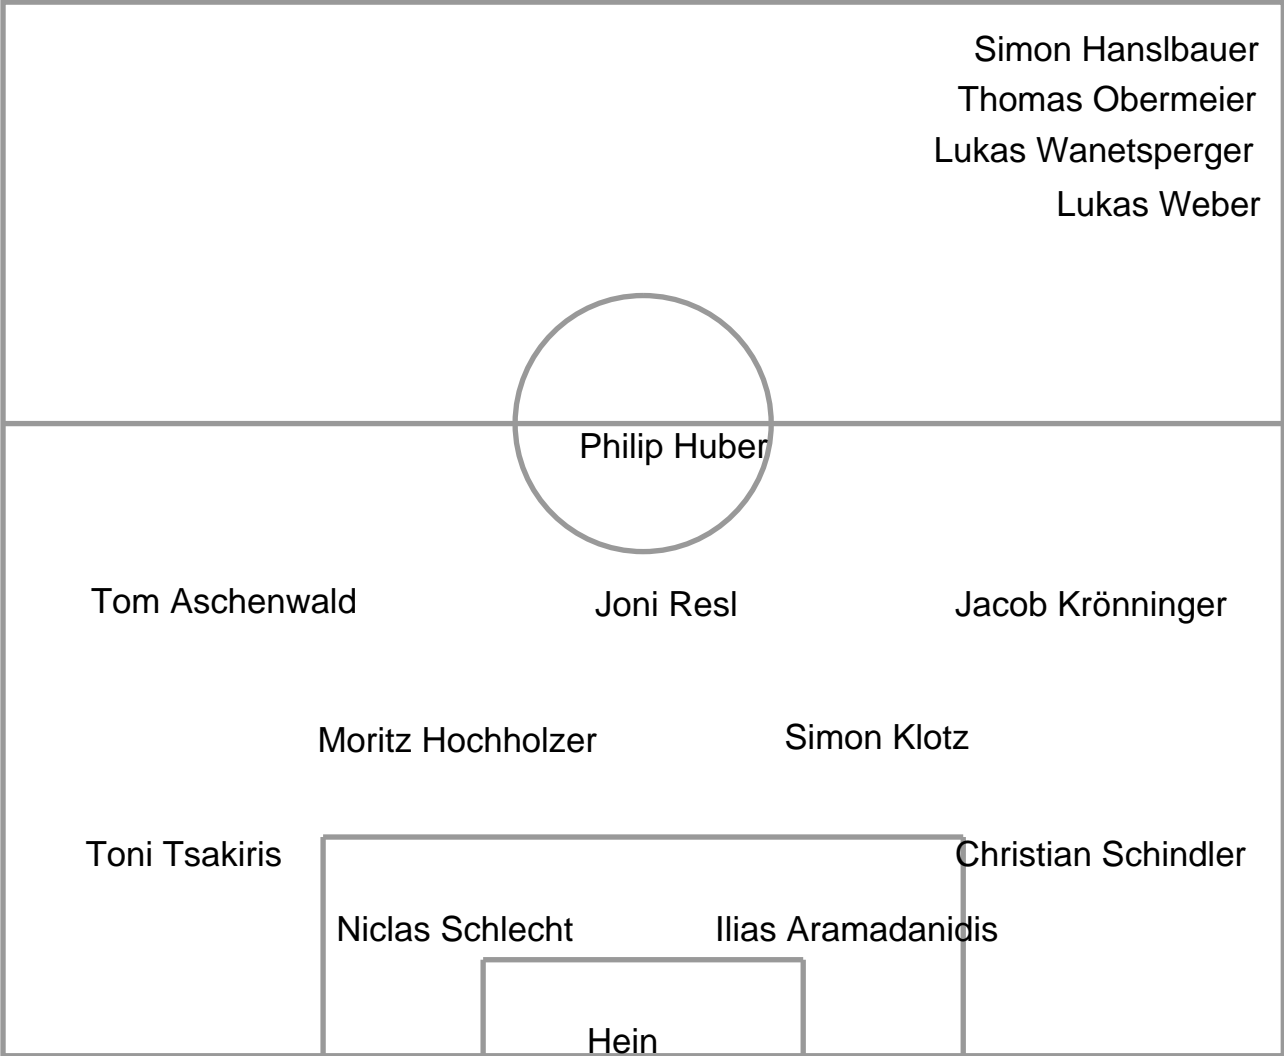 Simon Hanslbauer
Thomas Obermeier
Lukas Wanetsperger
Lukas Weber
Philip Huber
Tom Aschenwald
Joni Resl
Jacob Krönninger
Moritz Hochholzer
Simon Klotz
Toni Tsakiris
Christian Schindler
Niclas Schlecht
Ilias Aramadanidis
Hein